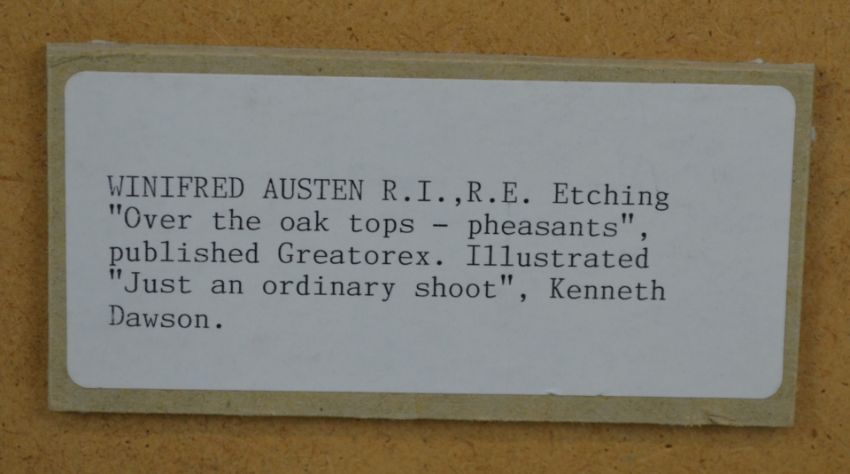 WINIFRED AUSTEN R.I.,R.E. Etching
"Over the oak tops – pheasants",
published Greatorex. Illustrated
"Just an ordinary shoot", Kenneth
Dawson.